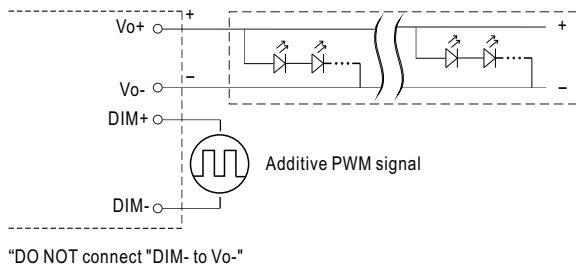 Vo+
+
+
Vo-
−
−
DIM+
Additive PWM signal
DIM-
“DO NOT connect "DIM- to Vo-"